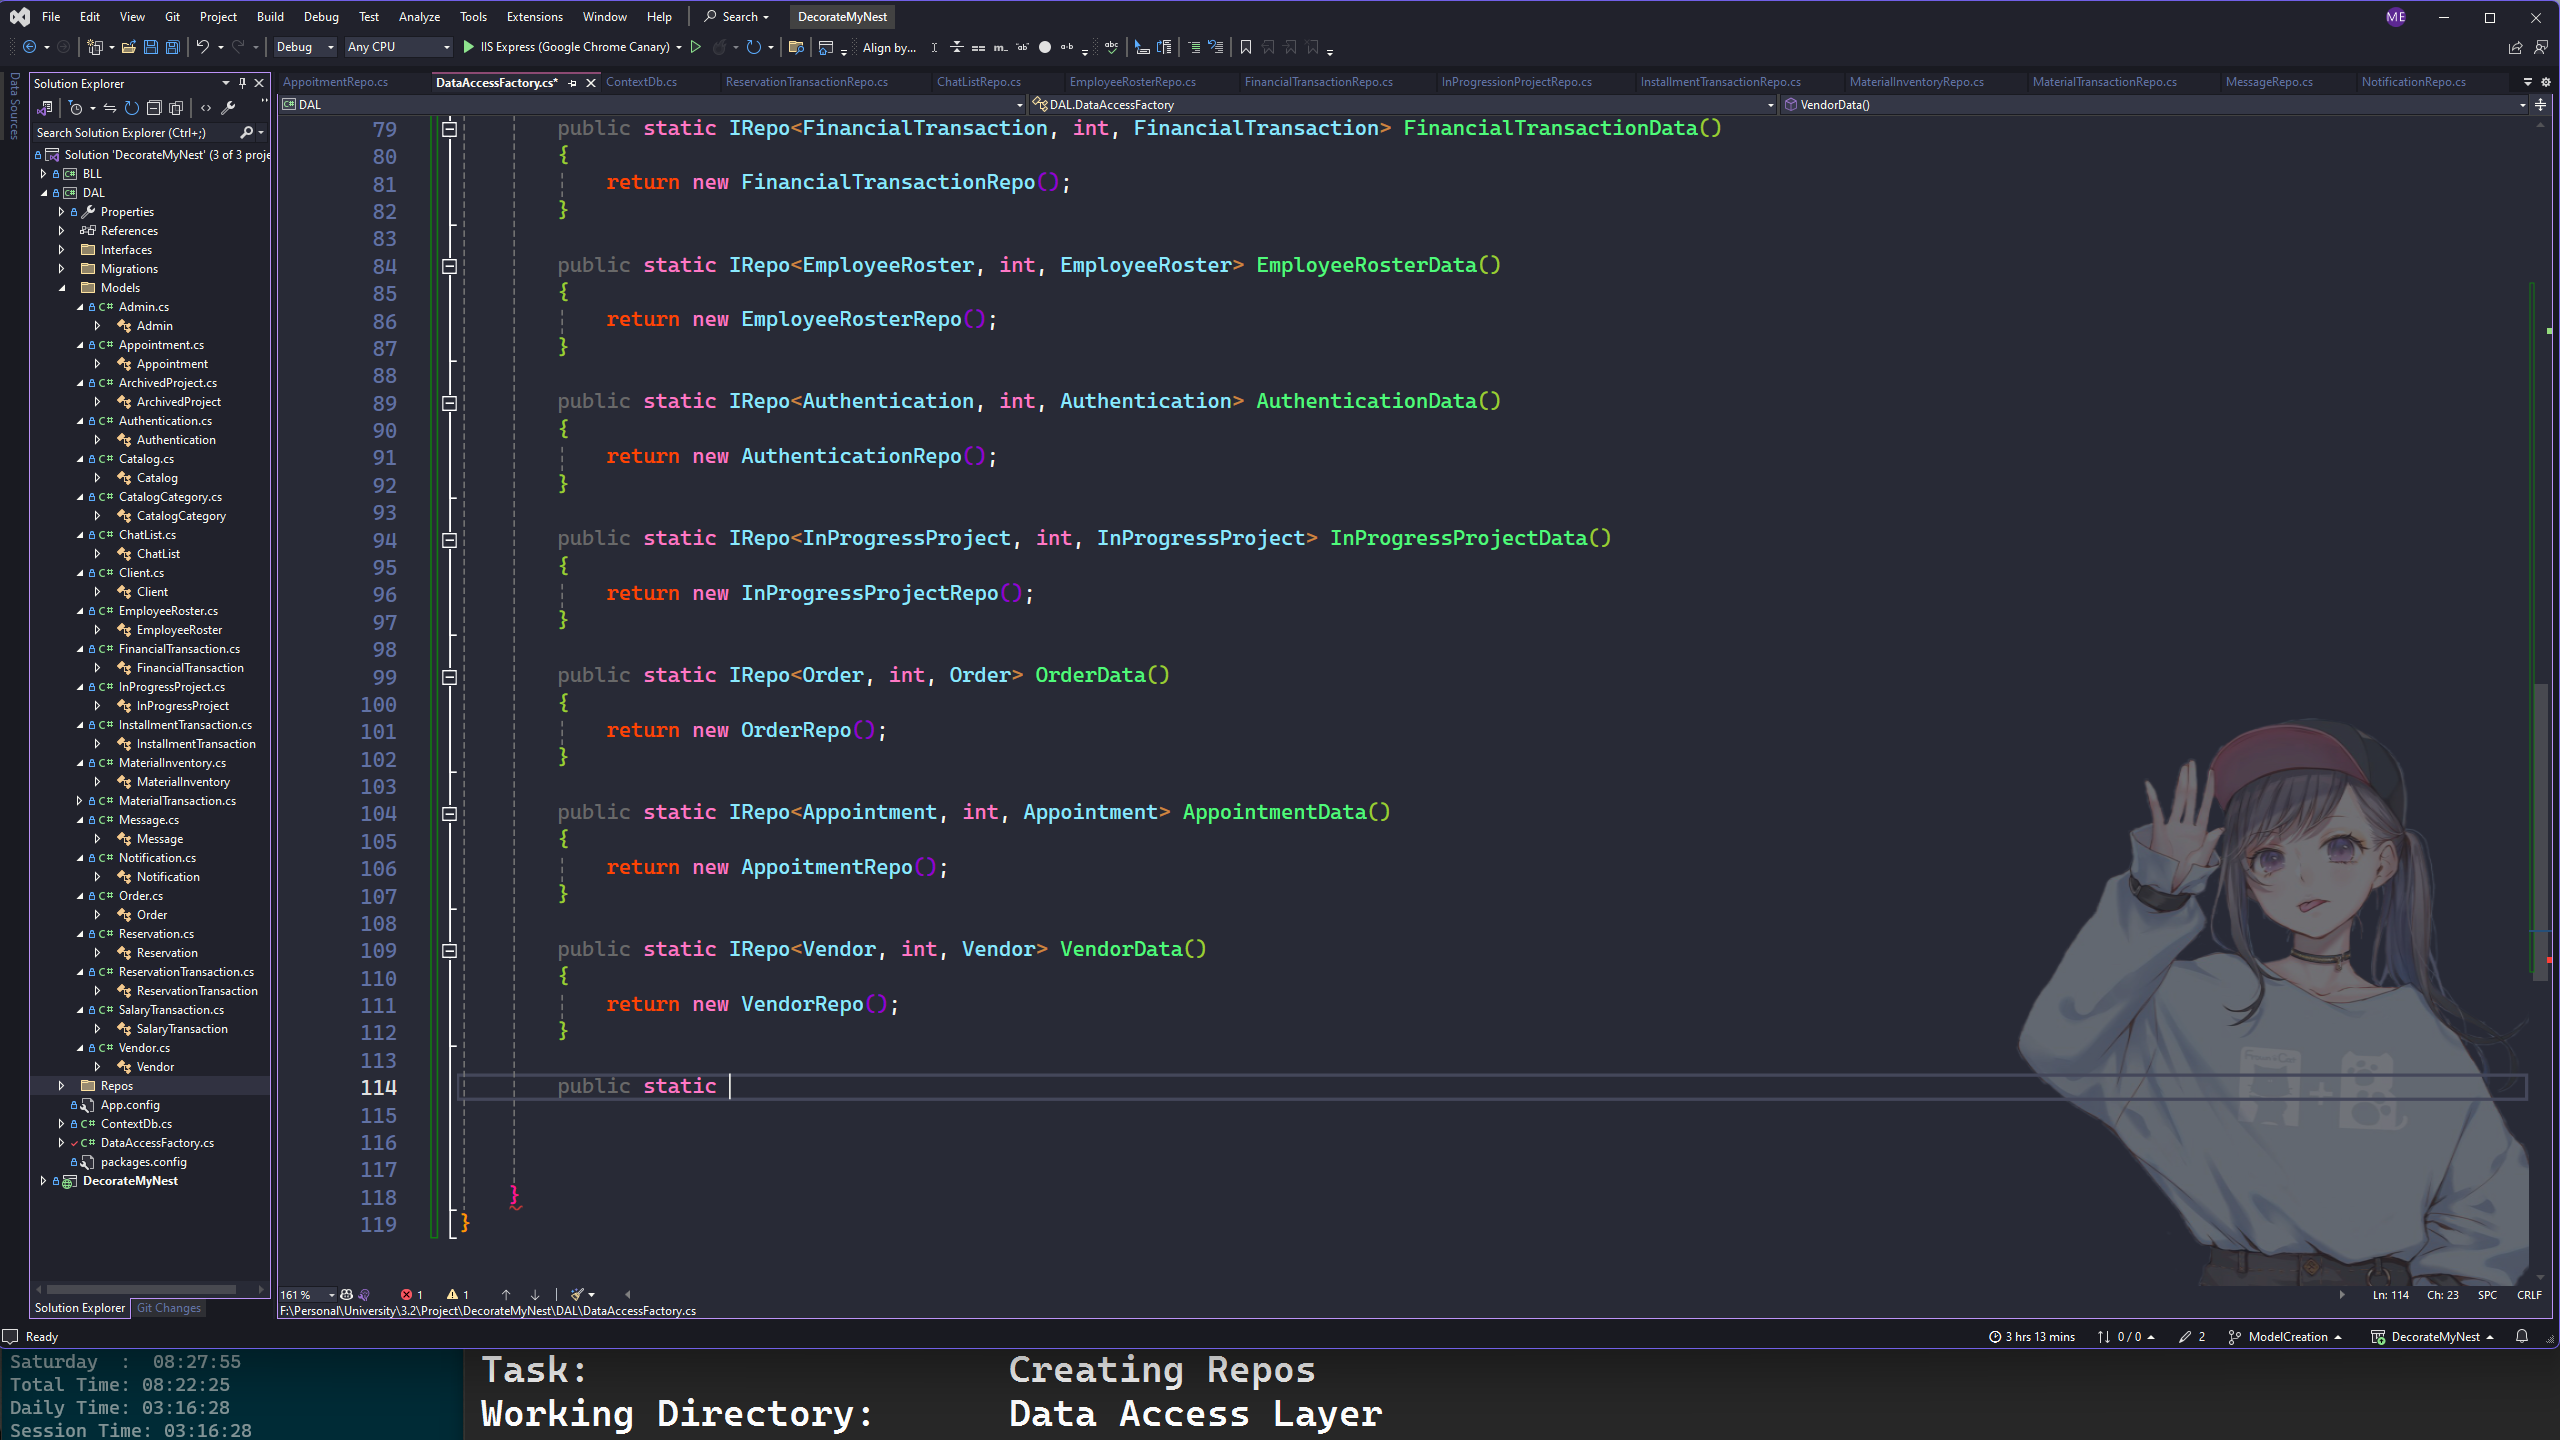 File Edit View Git Project Build Debug Test Analyze Tools Extensions Window Help Search DecorateMyNest ME
Debug Any CPU IIS Express (Google Chrome Canary) Align by...
Data Sources
Solution Explorer
Search Solution Explorer (Ctrl+;)
Solution 'DecorateMyNest' (3 of 3 proje
BLL
DAL
Properties
References
Interfaces
Migrations
Models
Admin.cs
Admin
Appointment.cs
Appointment
ArchivedProject.cs
ArchivedProject
Authentication.cs
Authentication
Catalog.cs
Catalog
CatalogCategory.cs
CatalogCategory
ChatList.cs
ChatList
Client.cs
Client
EmployeeRoster.cs
EmployeeRoster
FinancialTransaction.cs
FinancialTransaction
InProgressProject.cs
InProgressProject
InstallmentTransaction.cs
InstallmentTransaction
MaterialInventory.cs
MaterialInventory
MaterialTransaction.cs
Message.cs
Message
Notification.cs
Notification
Order.cs
Order
Reservation.cs
Reservation
ReservationTransaction.cs
ReservationTransaction
SalaryTransaction.cs
SalaryTransaction
Vendor.cs
Vendor
Repos
App.config
ContextDb.cs
DataAccessFactory.cs
packages.config
DecorateMyNest
Solution Explorer Git Changes
AppoitmentRepo.cs DataAccessFactory.cs* ContextDb.cs ReservationTransactionRepo.cs ChatListRepo.cs EmployeeRosterRepo.cs FinancialTransactionRepo.cs InProgressionProjectRepo.cs InstallmentTransactionRepo.cs MaterialInventoryRepo.cs MaterialTransactionRepo.cs MessageRepo.cs NotificationRepo.cs
DAL DAL.DataAccessFactory VendorData()
79 public static IRepo<FinancialTransaction, int, FinancialTransaction> FinancialTransactionData()
80 {
81 return new FinancialTransactionRepo();
82 }
83
84 public static IRepo<EmployeeRoster, int, EmployeeRoster> EmployeeRosterData()
85 {
86 return new EmployeeRosterRepo();
87 }
88
89 public static IRepo<Authentication, int, Authentication> AuthenticationData()
90 {
91 return new AuthenticationRepo();
92 }
93
94 public static IRepo<InProgressProject, int, InProgressProject> InProgressProjectData()
95 {
96 return new InProgressProjectRepo();
97 }
98
99 public static IRepo<Order, int, Order> OrderData()
100 {
101 return new OrderRepo();
102 }
103
104 public static IRepo<Appointment, int, Appointment> AppointmentData()
105 {
106 return new AppoitmentRepo();
107 }
108
109 public static IRepo<Vendor, int, Vendor> VendorData()
110 {
111 return new VendorRepo();
112 }
113
114 public static
115
116
117
118 }
119 }
161 % 1 1 Ln: 114 Ch: 23 SPC CRLF
F:\Personal\University\3.2\Project\DecorateMyNest\DAL\DataAccessFactory.cs
Ready 3 hrs 13 mins 0 / 0 2 ModelCreation DecorateMyNest
Saturday : 08:27:55
Total Time: 08:22:25
Daily Time: 03:16:28
Session Time: 03:16:28
Task: Creating Repos
Working Directory: Data Access Layer